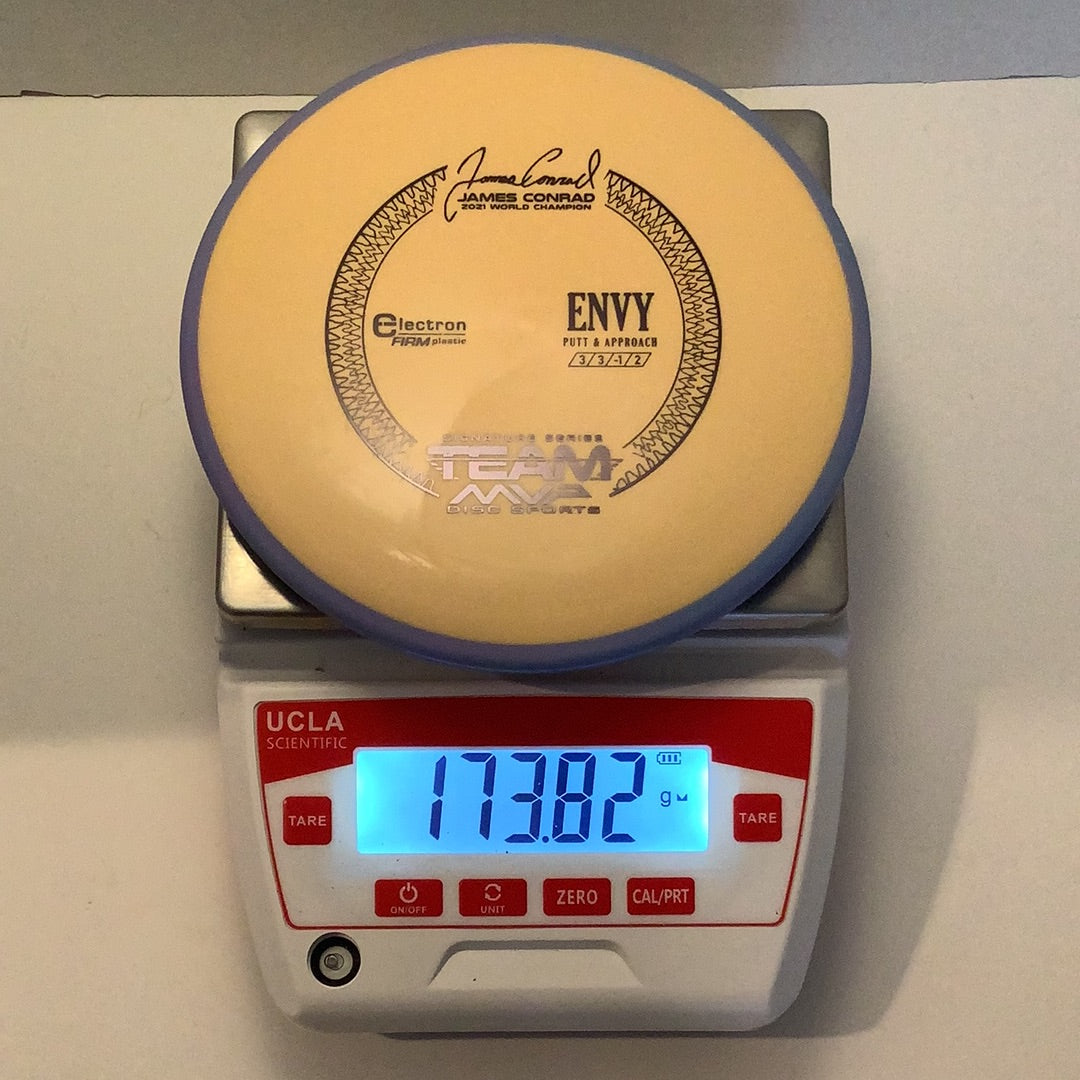 James Conrad
JAMES CONRAD
2021 WORLD CHAMPION
ENVY
PUTT & APPROACH
3/3/-1/2
electron
FIRM plastic
SIGNATURE SERIES
TEAM
MVP
DISC SPORTS
UCLA
SCIENTIFIC
173.82
g
TARE
TARE
ON/OFF
UNIT
ZERO
CAL/PRT